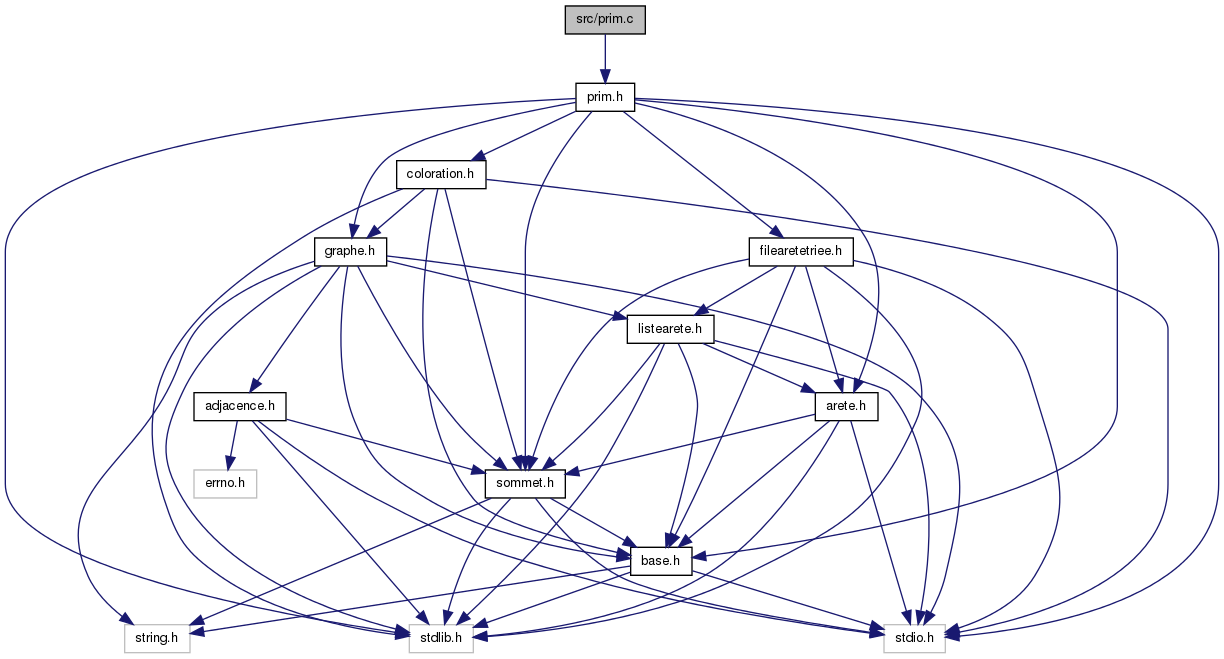 src/prim.c
prim.h
coloration.h
graphe.h
filearetetriee.h
listearete.h
adjacence.h
arete.h
errno.h
sommet.h
base.h
string.h
stdlib.h
stdio.h